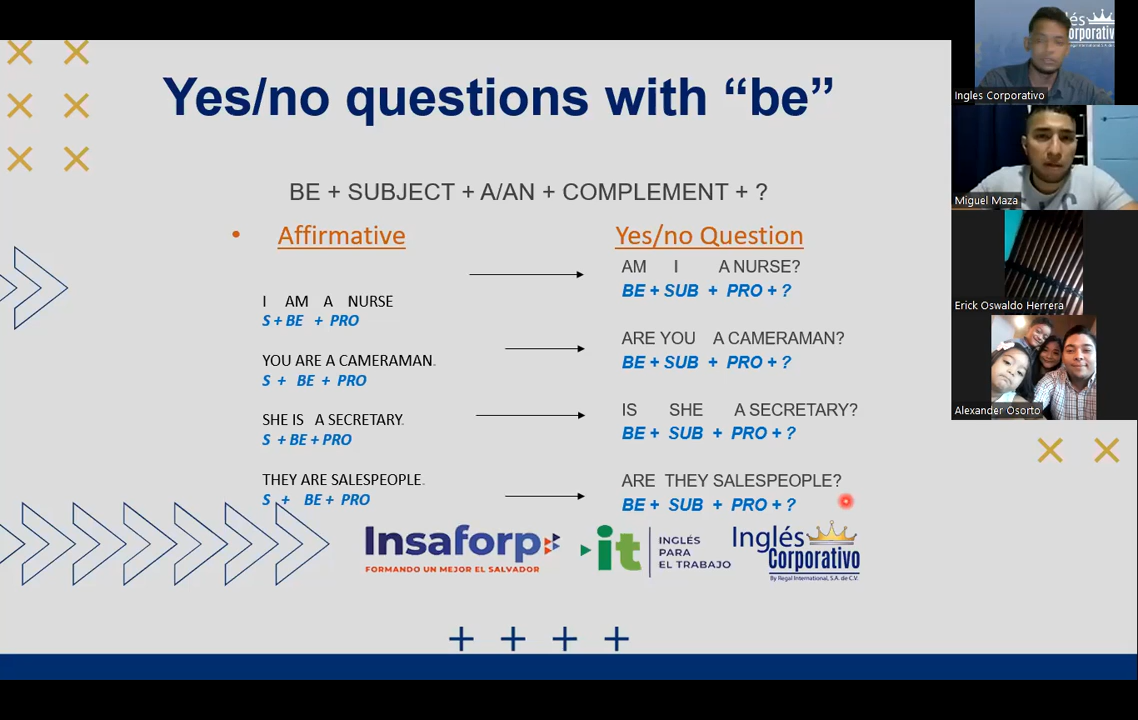 Yes/no questions with “be”
BE + SUBJECT + A/AN + COMPLEMENT + ?
• Affirmative
I AM A NURSE
S + BE + PRO
YOU ARE A CAMERAMAN.
S + BE + PRO
SHE IS A SECRETARY.
S + BE + PRO
THEY ARE SALESPEOPLE.
S + BE + PRO
Yes/no Question
AM I A NURSE?
BE + SUB + PRO + ?
ARE YOU A CAMERAMAN?
BE + SUB + PRO + ?
IS SHE A SECRETARY?
BE + SUB + PRO + ?
ARE THEY SALESPEOPLE?
BE + SUB + PRO + ?
Insaforp
FORMANDO UN MEJOR EL SALVADOR
it
INGLÉS
PARA
EL TRABAJO
Inglés
Corporativo
By Regal International, S.A. de C.V.
Ingles Corporativo
Miguel Maza
Erick Oswaldo Herrera
Alexander Osorto